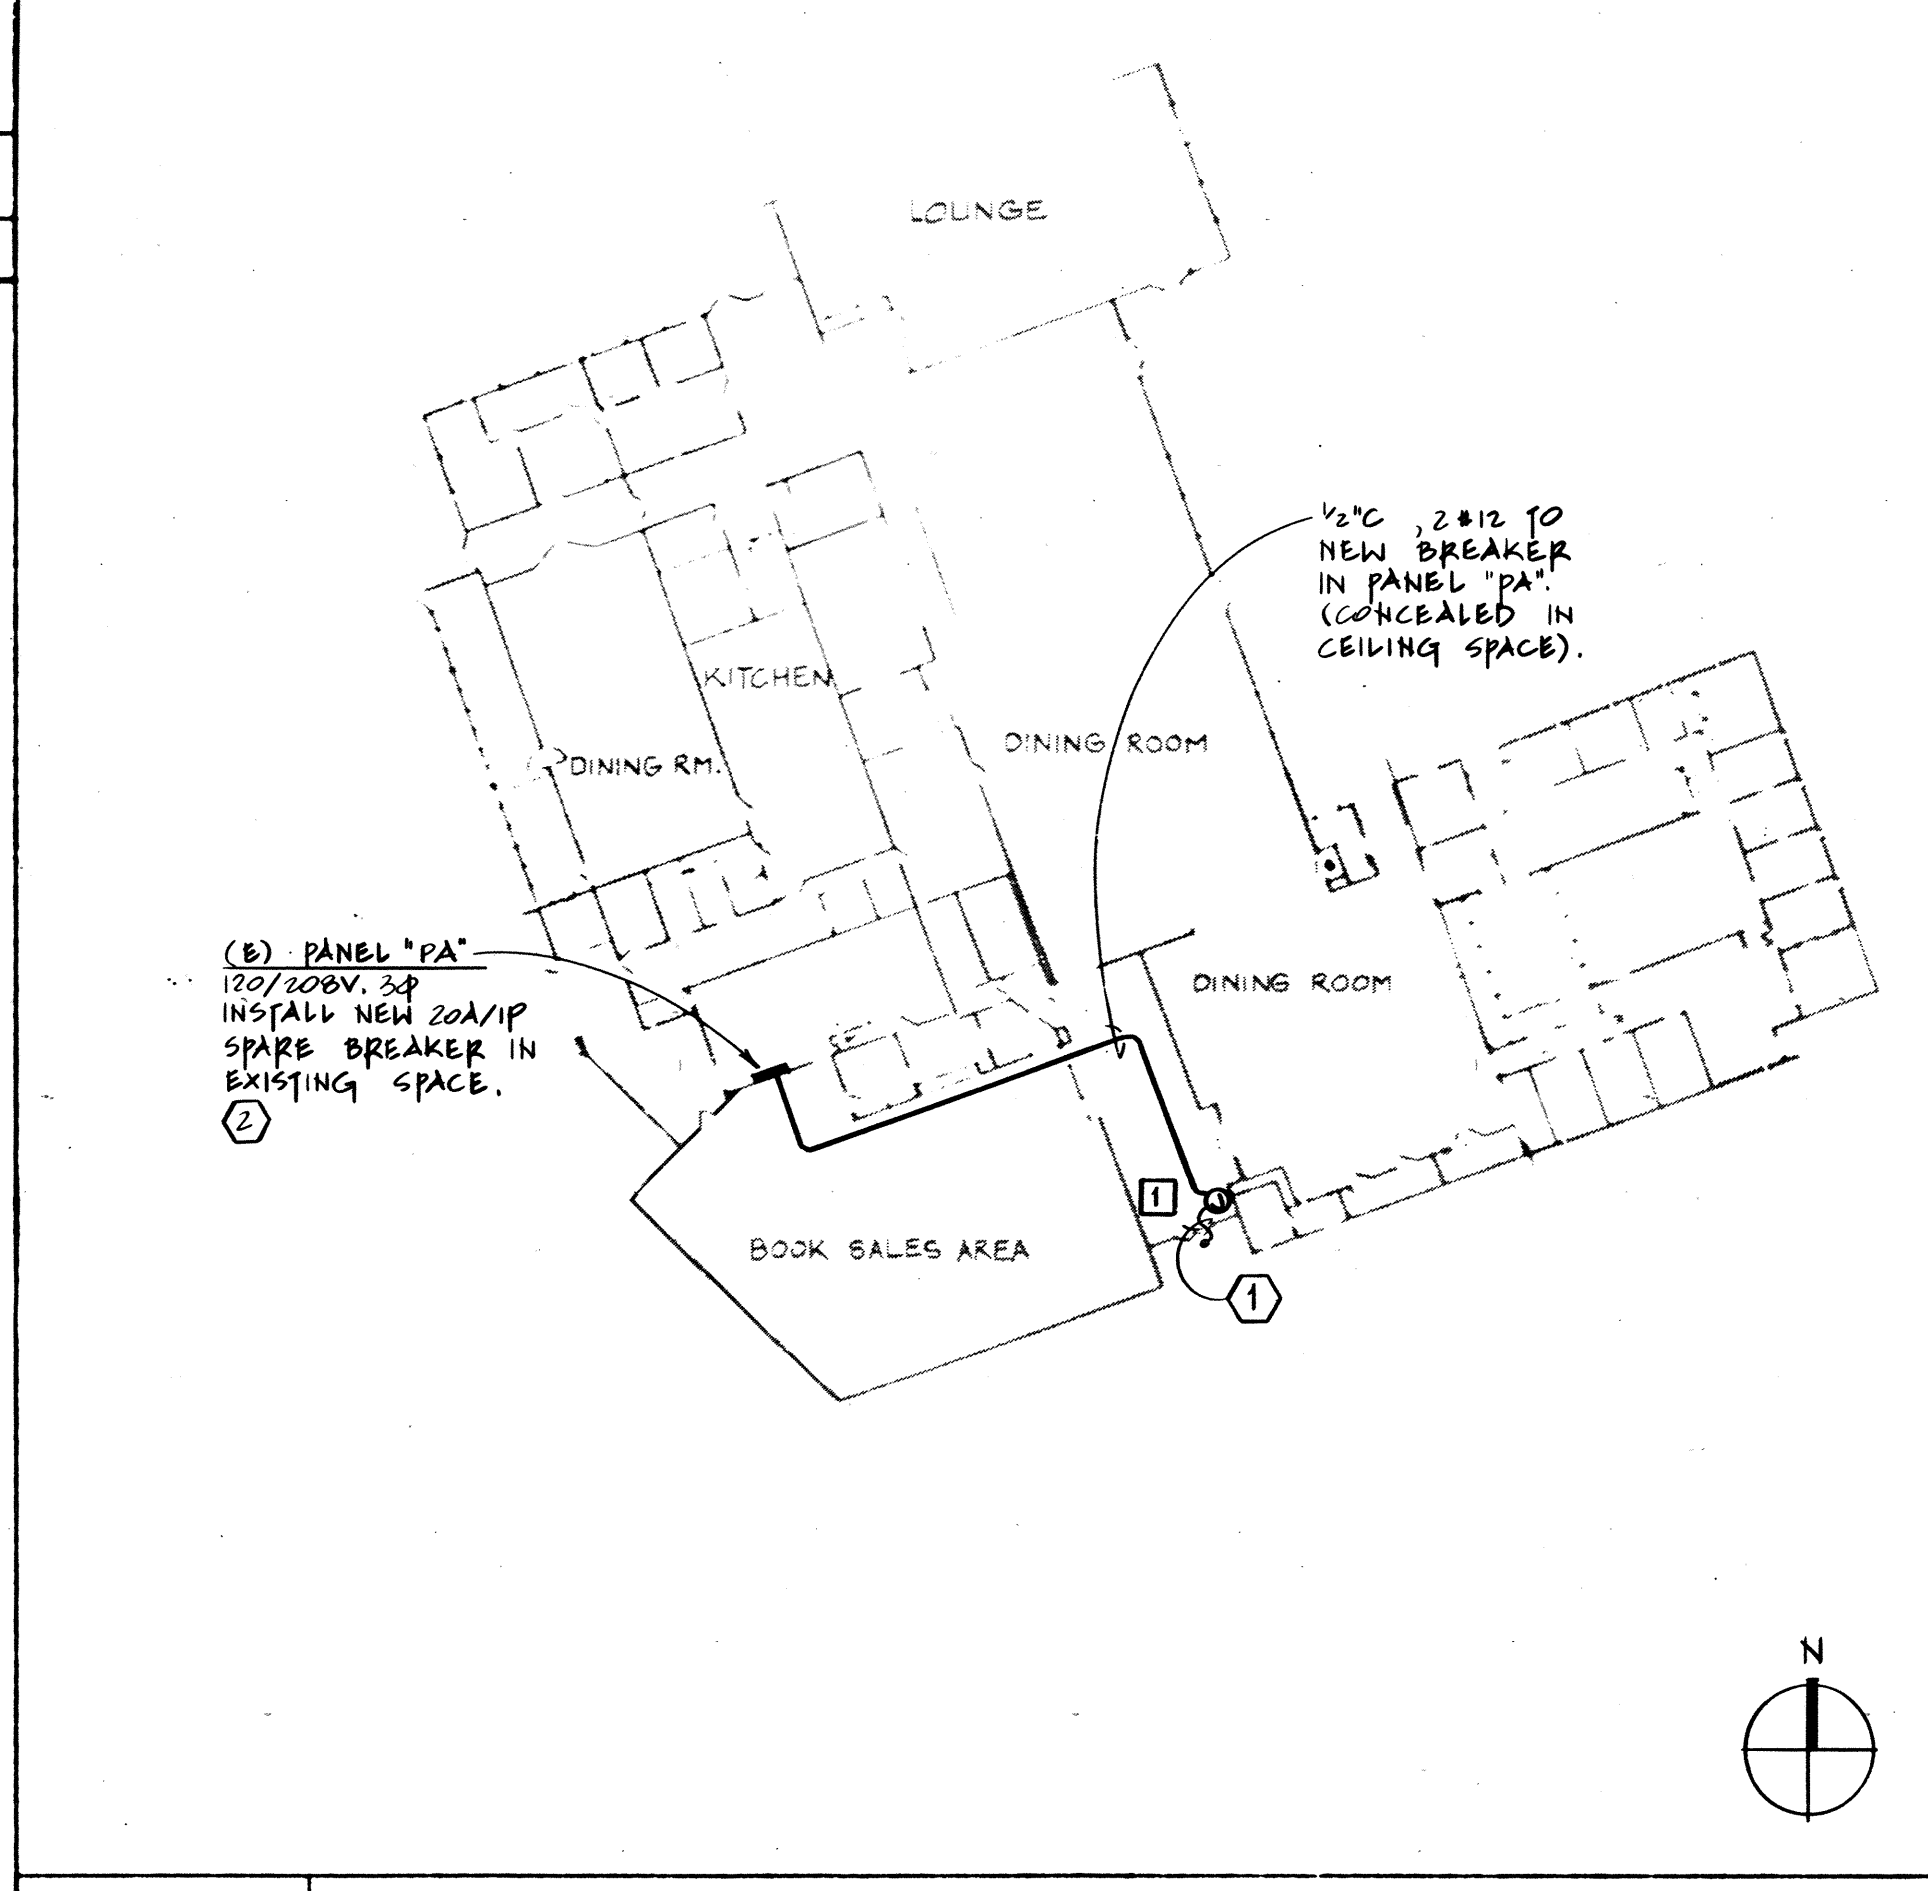 LOUNGE
½"C , 2#12 TO
NEW BREAKER
IN PANEL "PA".
(CONCEALED IN
CEILING SPACE).
KITCHEN
DINING ROOM
DINING RM.
(E) PANEL "PA"
120/208V. 3φ
INSTALL NEW 20A/1P
SPARE BREAKER IN
EXISTING SPACE.
2
DINING ROOM
1
J
BOOK SALES AREA
1
N